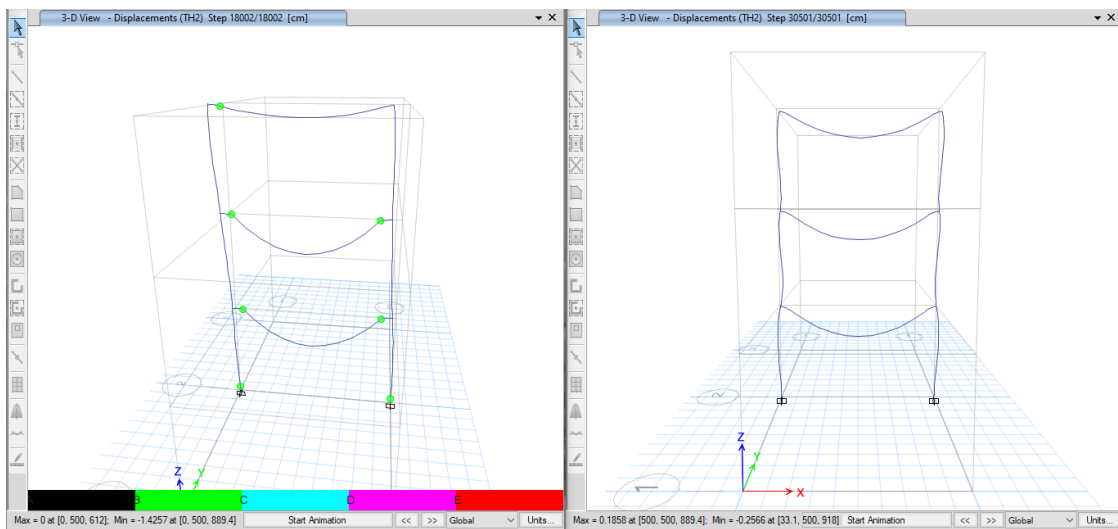 3-D View - Displacements (TH2) Step 18002/18002 [cm]
Z
Y
B
C
D
E
Max = 0 at [0, 500, 612]; Min = -1.4257 at [0, 500, 889.4]
Start Animation
<<
>>
Global
Units...
3-D View - Displacements (TH2) Step 30501/30501 [cm]
2
1
Z
Y
X
Max = 0.1858 at [500, 500, 889.4]; Min = -0.2566 at [33.1, 500, 918]
Start Animation
<<
>>
Global
Units...